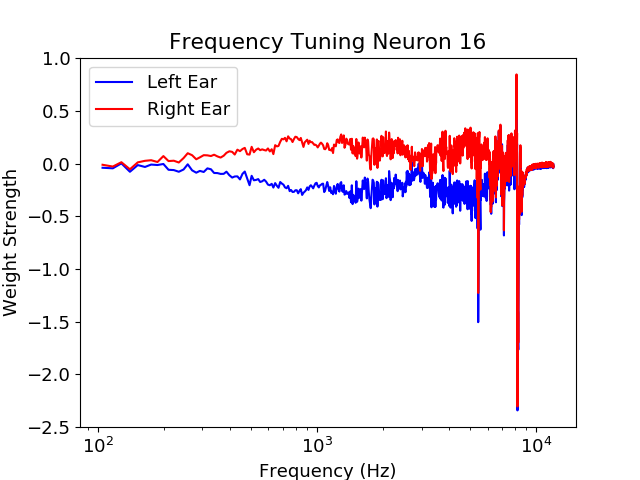 Frequency Tuning Neuron 16
Left Ear
Right Ear
1.0
0.5
0.0
−0.5
−1.0
−1.5
−2.0
−2.5
Weight Strength
10²
10³
10⁴
Frequency (Hz)